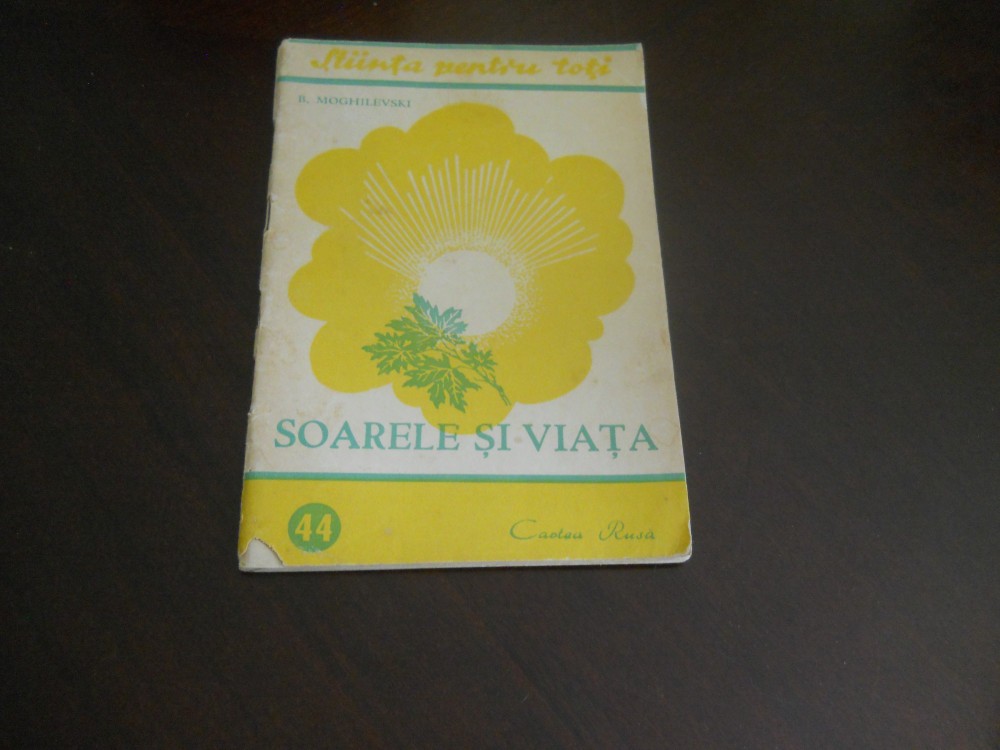 Știința pentru toți
B. MOGHILEVSKI
SOARELE ȘI VIAȚA
44
Cartea Rusă